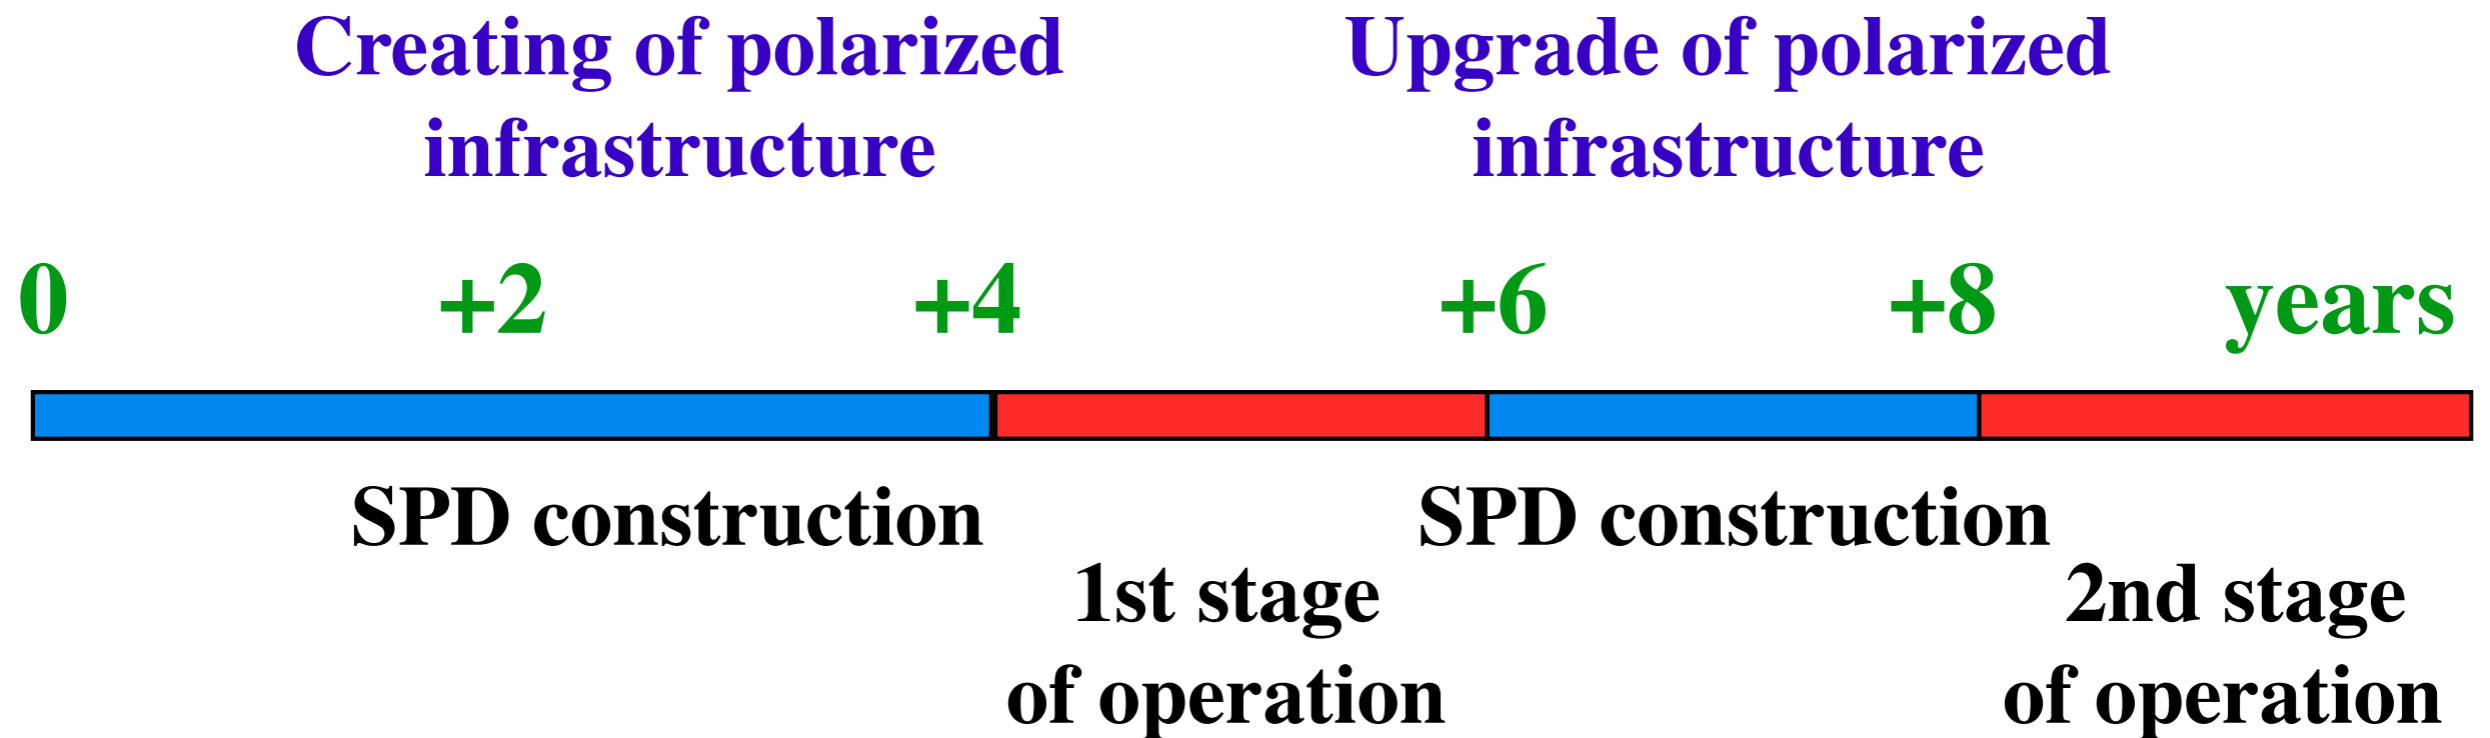 Creating of polarized
infrastructure
Upgrade of polarized
infrastructure
0 +2 +4 +6 +8 years
SPD construction
1st stage
of operation
SPD construction
2nd stage
of operation